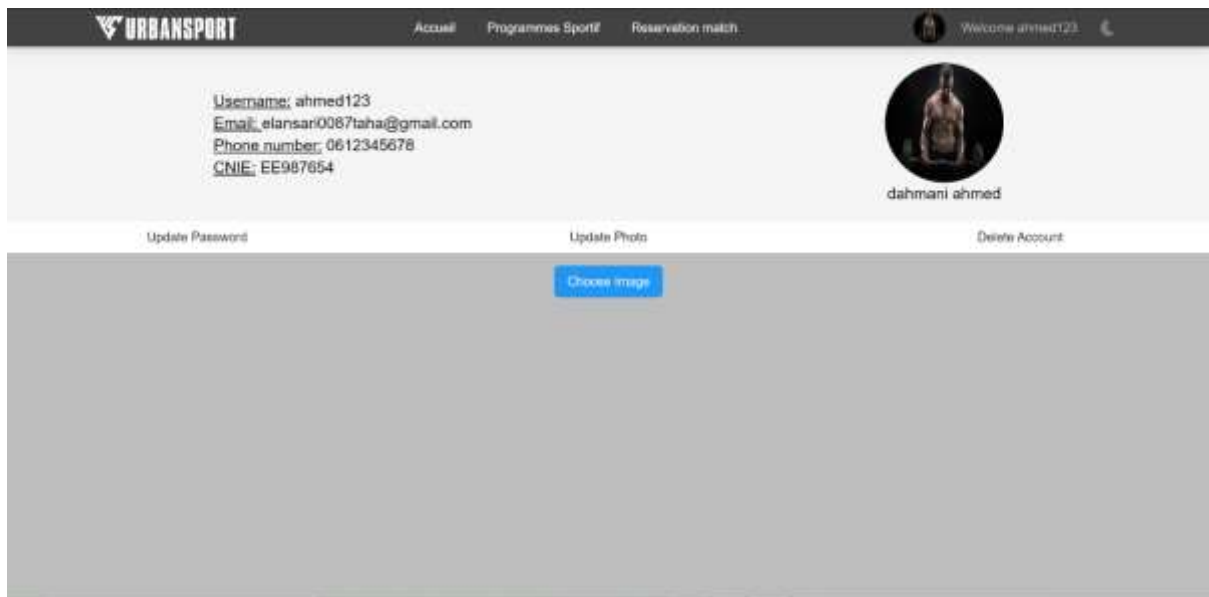 URBANSPORT
Accueil Programmes Sportif Reservation match
Welcome ahmed123
Username: ahmed123
Email: elansari0087taha@gmail.com
Phone number: 0612345678
CNIE: EE987654
dahmani ahmed
Update Password Update Photo Delete Account
Choose Image